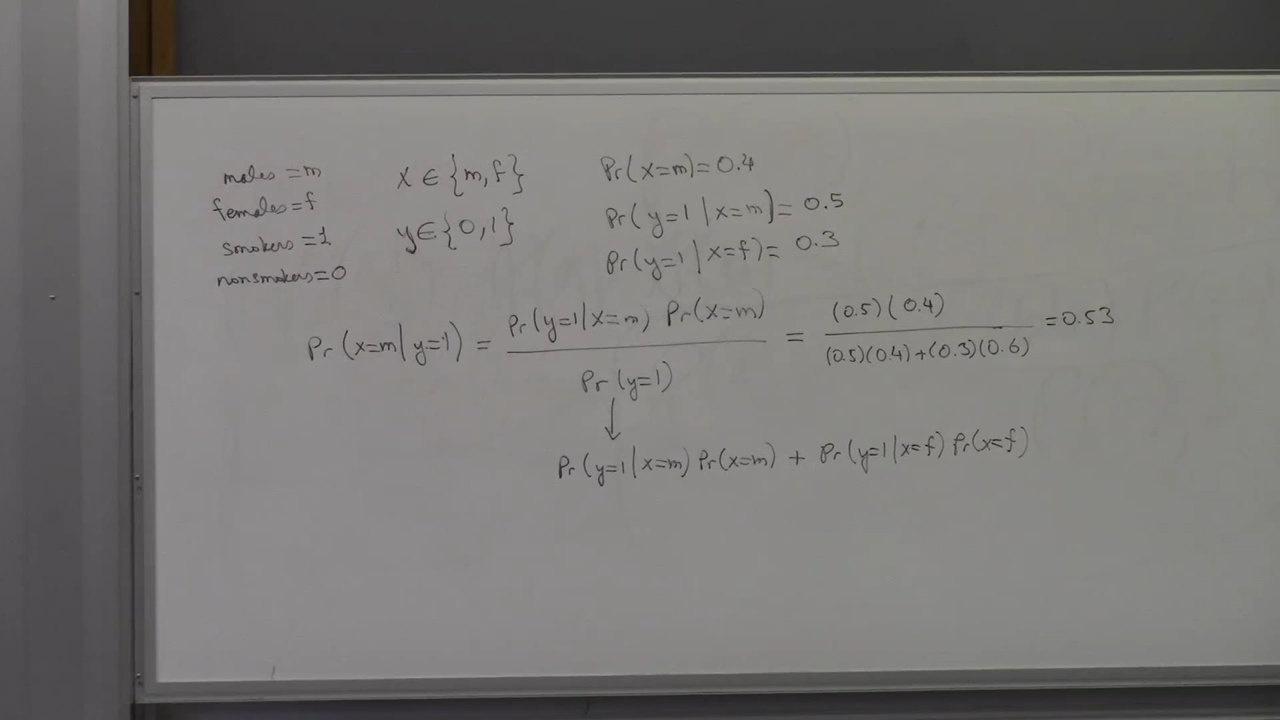 males = m
females = f
smokers = 1
nonsmokers = 0
x ∈ {m, f}
y ∈ {0, 1}
Pr(x=m) = 0.4
Pr(y=1 | x=m) = 0.5
Pr(y=1 | x=f) = 0.3
Pr(x=m | y=1) = Pr(y=1 | x=m) Pr(x=m) / Pr(y=1) = (0.5)(0.4) / (0.5)(0.4)+(0.3)(0.6) = 0.53
↓
Pr(y=1 | x=m) Pr(x=m) + Pr(y=1 | x=f) Pr(x=f)